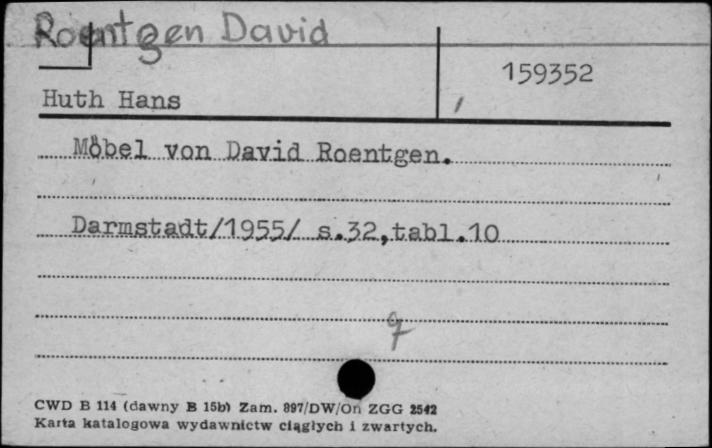 Roentgen David
159352
Huth Hans
Möbel von David Roentgen.
Darmstadt/1955/ s.32,tabl.10
CWD B 114 (dawny B 15b) Zam. 897/DW/On ZGG 2542
Karta katalogowa wydawnictw ciągłych i zwartych.